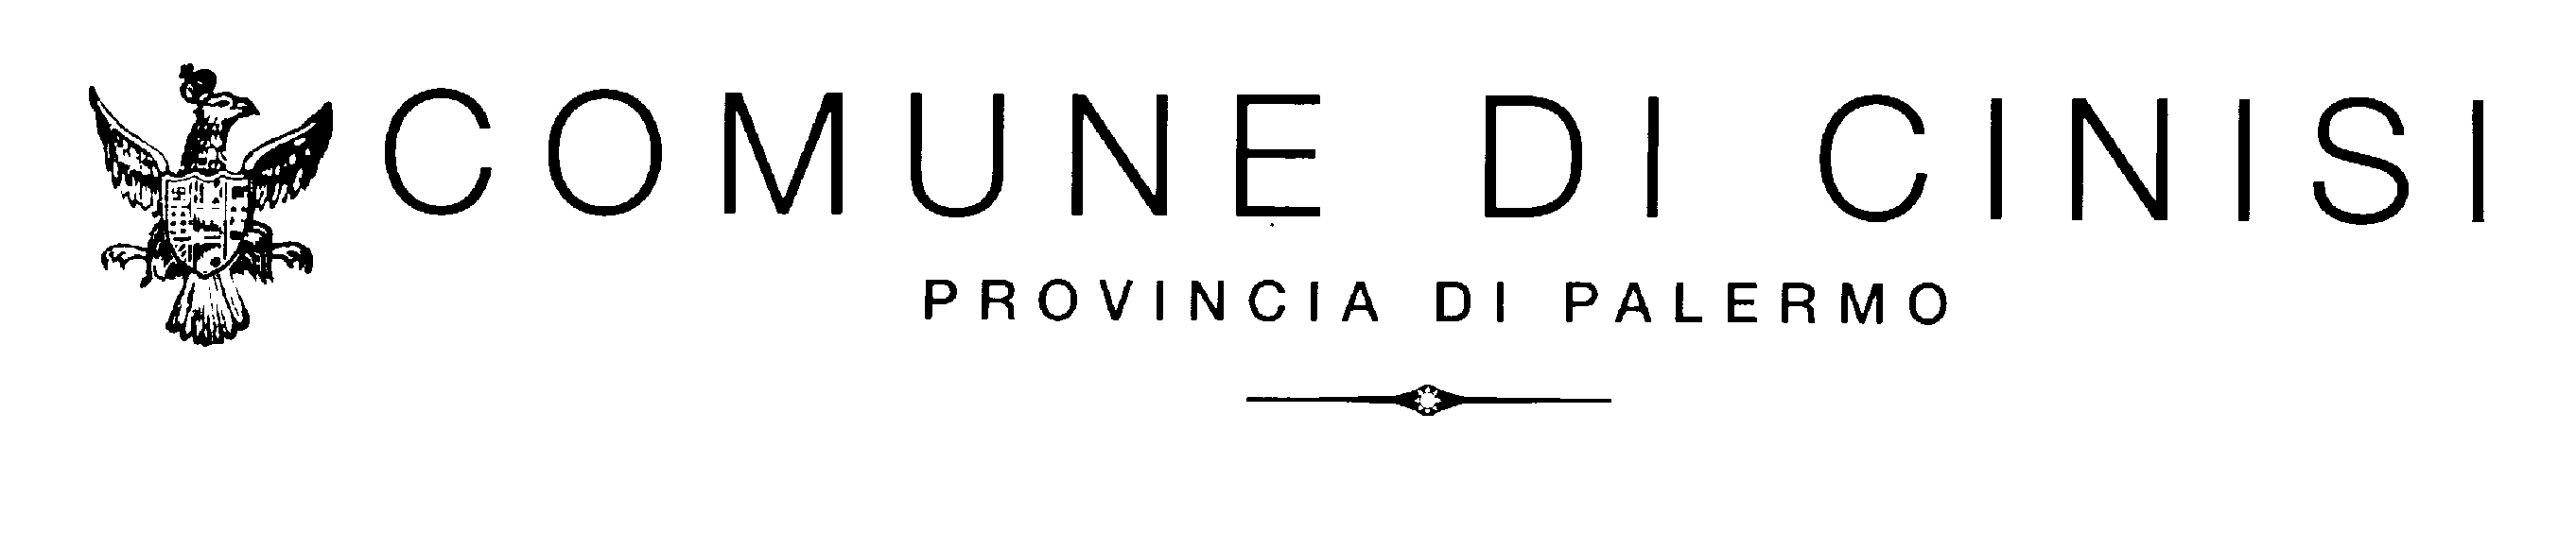 COMUNE DI CINISI
PROVINCIA DI PALERMO